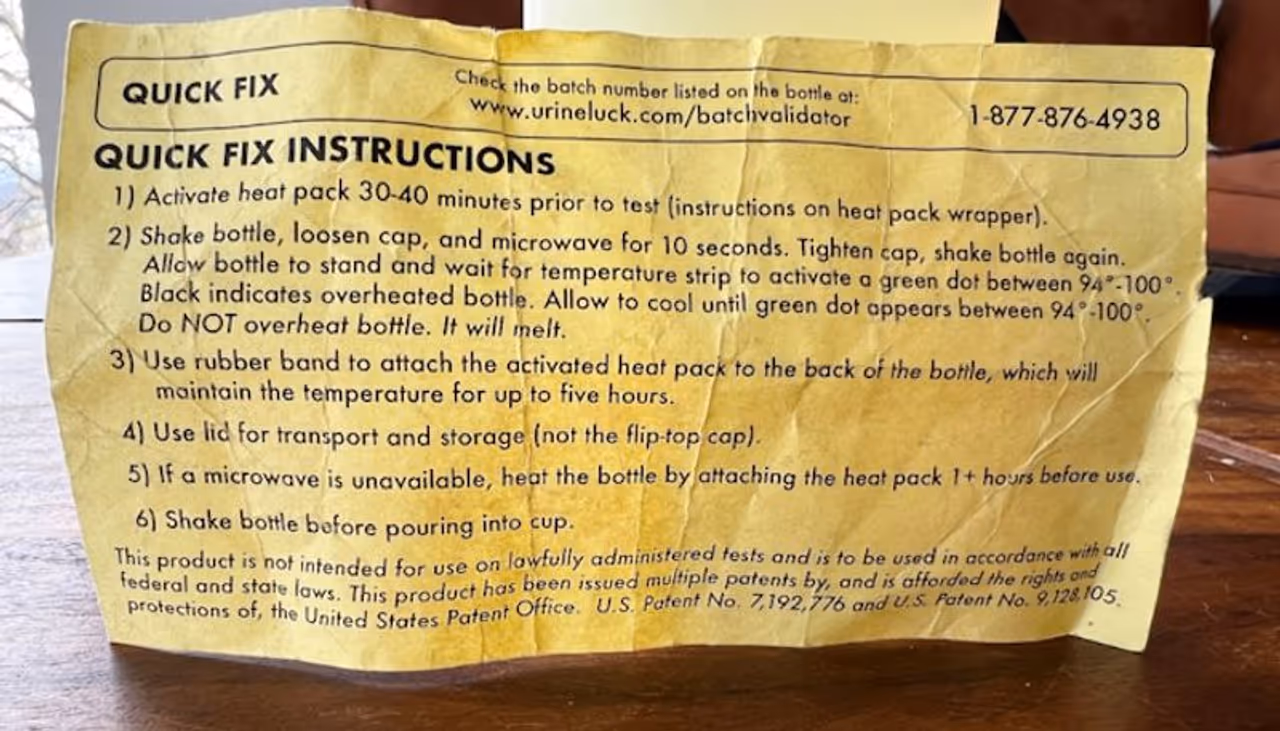 QUICK FIX
Check the batch number listed on the bottle at:
www.urineluck.com/batchvalidator
1-877-876-4938
QUICK FIX INSTRUCTIONS
1) Activate heat pack 30-40 minutes prior to test (instructions on heat pack wrapper).
2) Shake bottle, loosen cap, and microwave for 10 seconds. Tighten cap, shake bottle again.
Allow bottle to stand and wait for temperature strip to activate a green dot between 94°-100°.
Black indicates overheated bottle. Allow to cool until green dot appears between 94°-100°.
Do NOT overheat bottle. It will melt.
3) Use rubber band to attach the activated heat pack to the back of the bottle, which will
maintain the temperature for up to five hours.
4) Use lid for transport and storage (not the flip-top cap).
5) If a microwave is unavailable, heat the bottle by attaching the heat pack 1+ hours before use.
6) Shake bottle before pouring into cup.
This product is not intended for use on lawfully administered tests and is to be used in accordance with all
federal and state laws. This product has been issued multiple patents by, and is afforded the rights and
protections of, the United States Patent Office. U.S. Patent No. 7,192,776 and U.S. Patent No. 9,128,105.